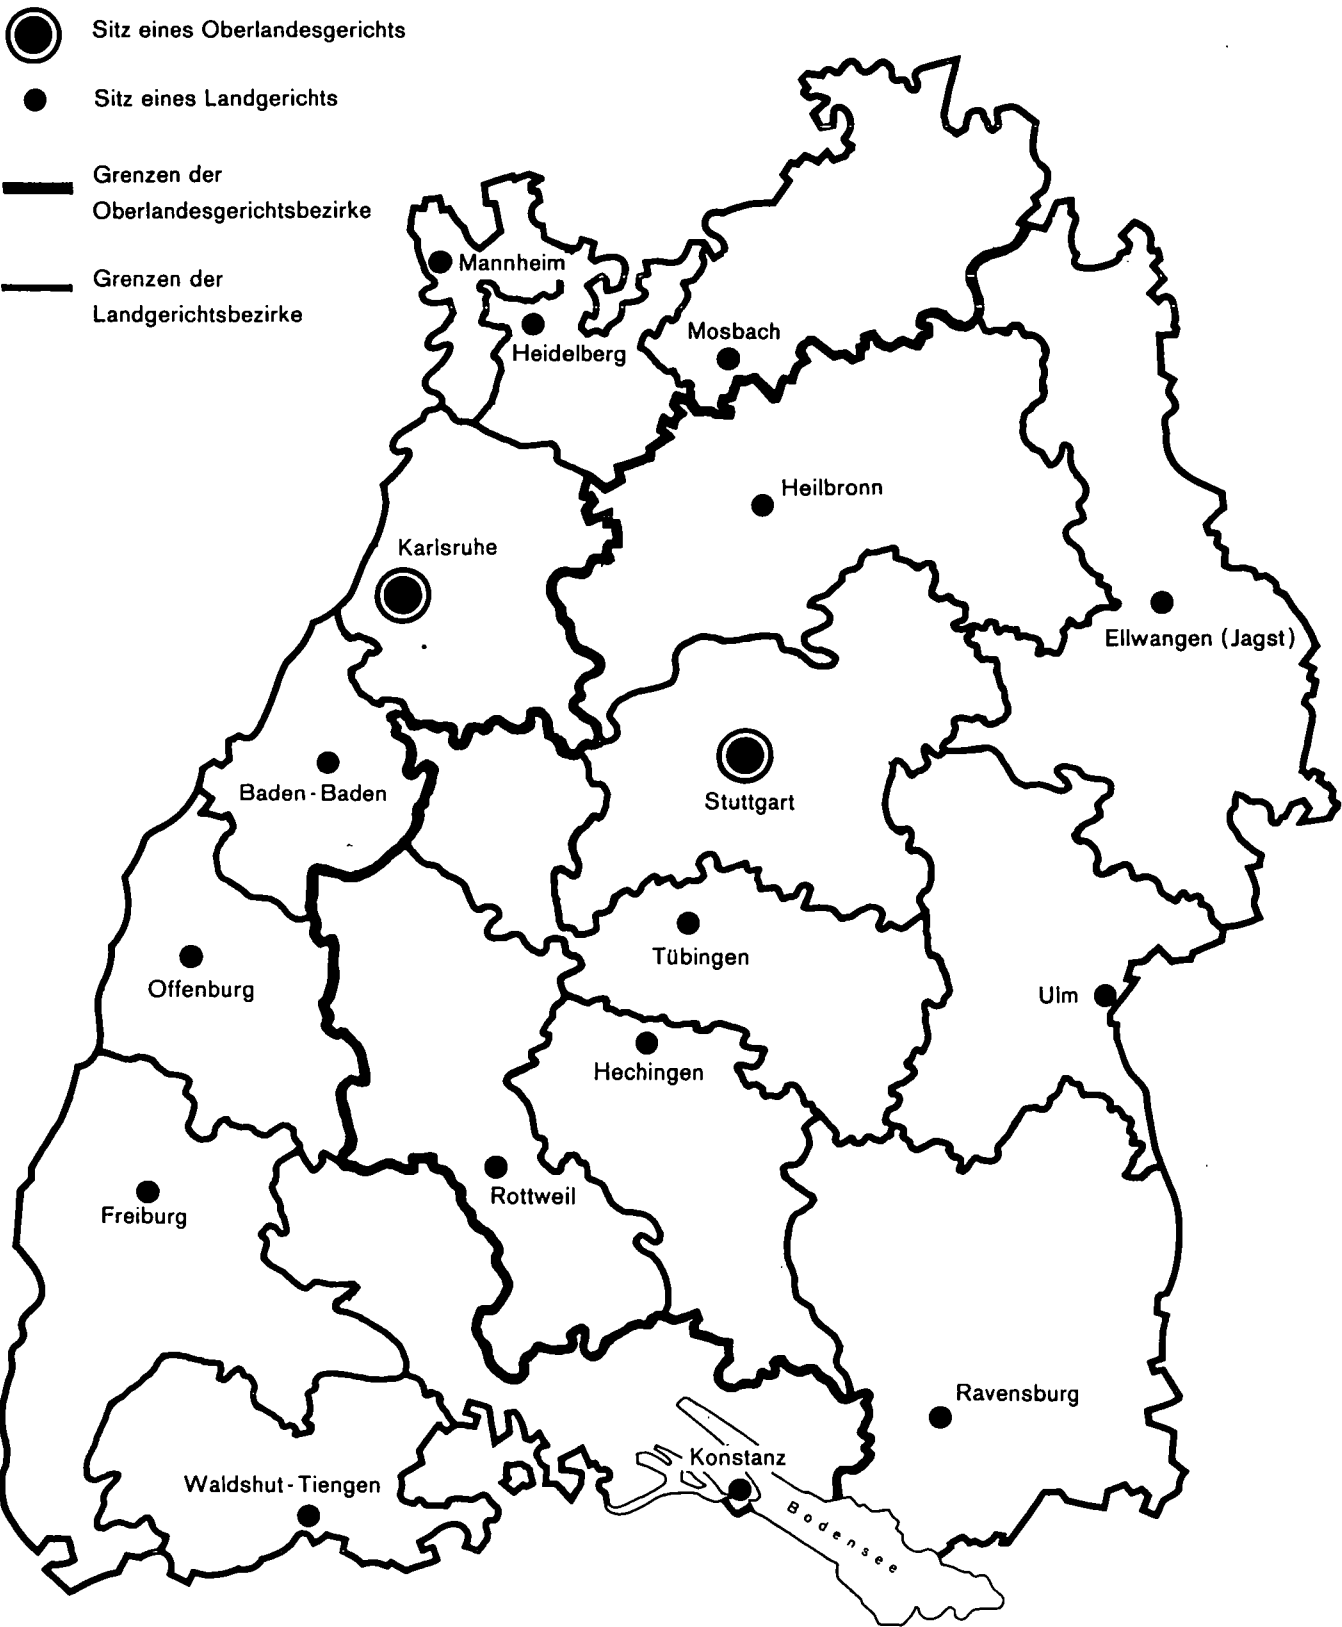 Sitz eines Oberlandesgerichts
Sitz eines Landgerichts
Grenzen der
Oberlandesgerichtsbezirke
Grenzen der
Landgerichtsbezirke
Mannheim
Heidelberg
Mosbach
Heilbronn
Karlsruhe
Ellwangen (Jagst)
Baden-Baden
Stuttgart
Tübingen
Offenburg
Ulm
Hechingen
Rottweil
Freiburg
Ravensburg
Konstanz
Waldshut-Tiengen
Bodensee